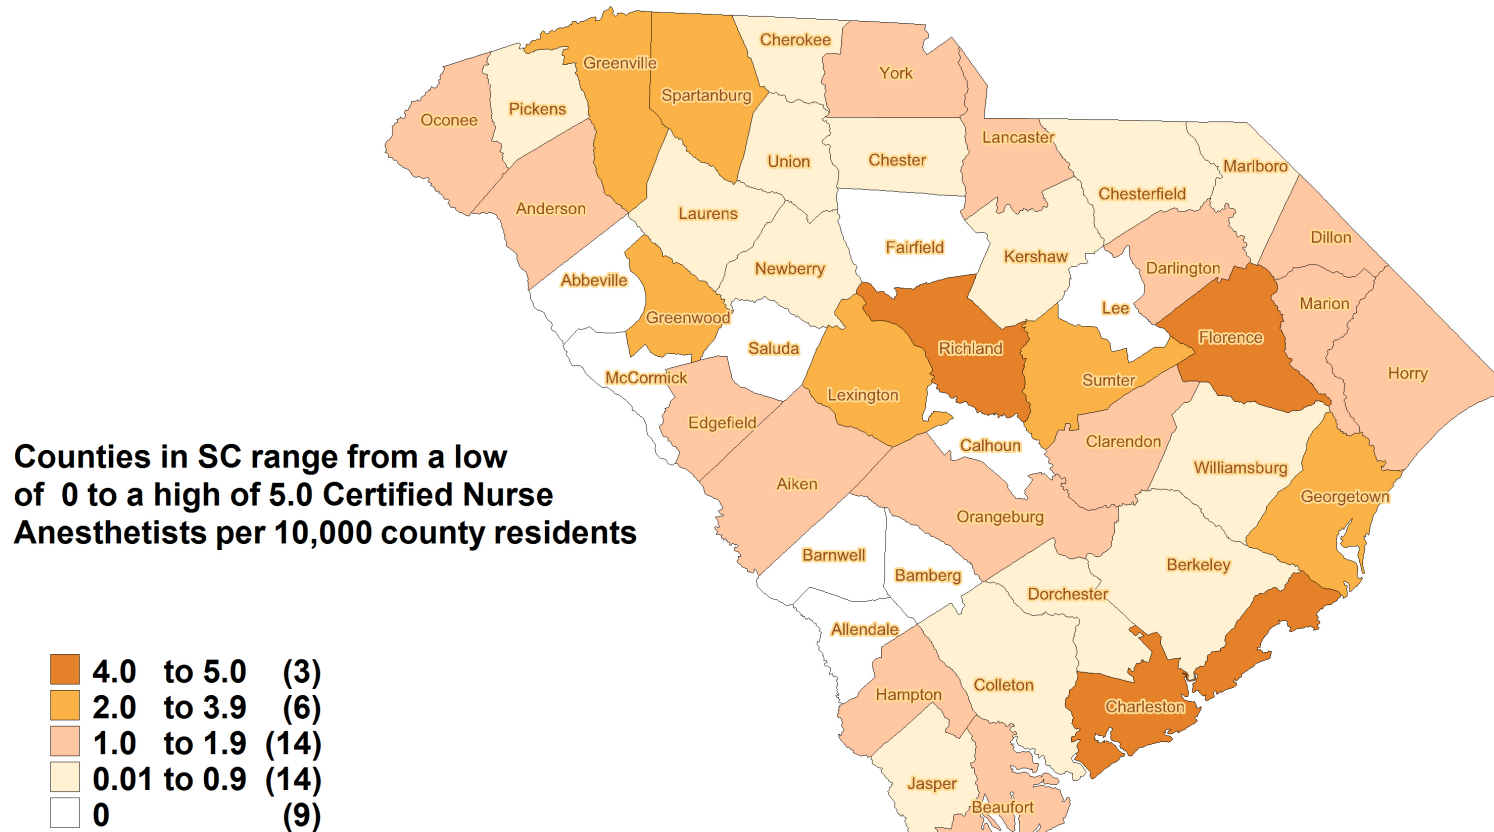 Cherokee
Greenville
York
Spartanburg
Pickens
Oconee
Lancaster
Union
Chester
Marlboro
Chesterfield
Anderson
Laurens
Dillon
Fairfield
Kershaw
Newberry
Darlington
Abbeville
Marion
Lee
Greenwood
Florence
Saluda
Richland
Horry
McCormick
Sumter
Lexington
Edgefield
Clarendon
Calhoun
Williamsburg
Aiken
Georgetown
Orangeburg
Barnwell
Berkeley
Bamberg
Dorchester
Allendale
Colleton
Hampton
Charleston
Jasper
Beaufort
Counties in SC range from a low
of  0 to a high of 5.0 Certified Nurse
Anesthetists per 10,000 county residents
4.0 to 5.0 (3)
2.0 to 3.9 (6)
1.0 to 1.9 (14)
0.01 to 0.9 (14)
0 (9)